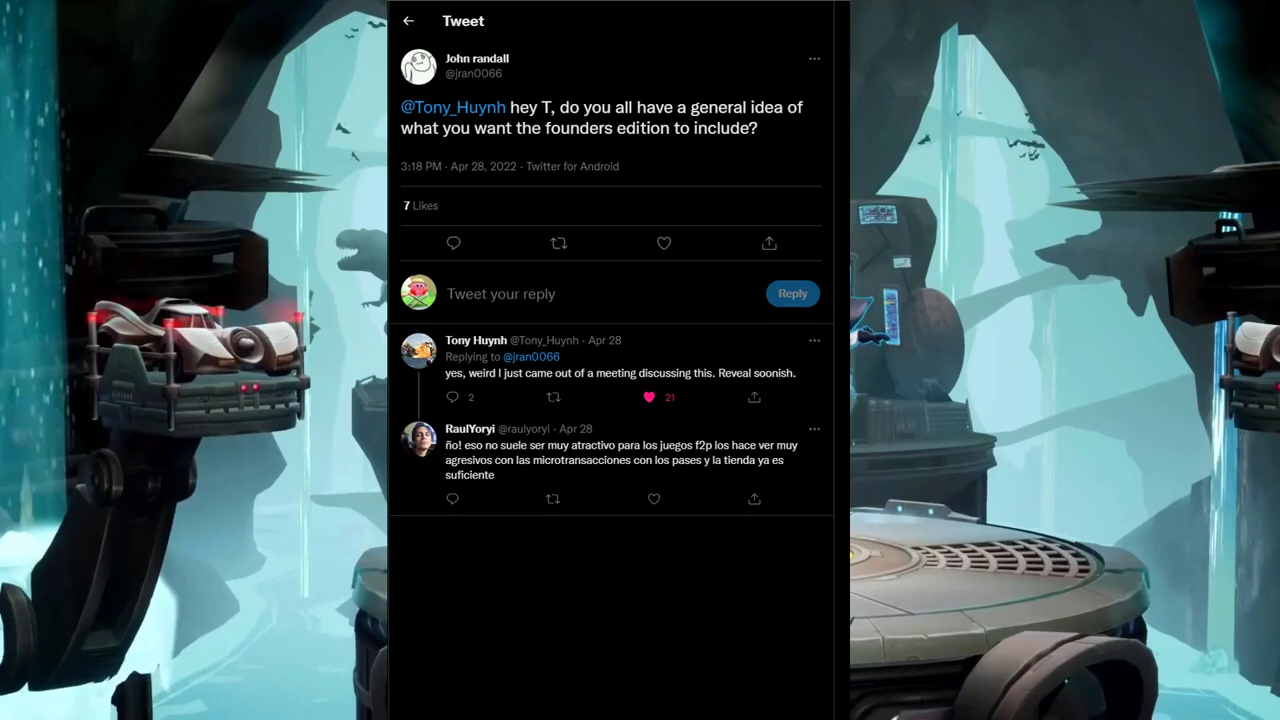 Tweet
John randall
@jran0066
@Tony_Huynh hey T, do you all have a general idea of
what you want the founders edition to include?
3:18 PM · Apr 28, 2022 · Twitter for Android
7 Likes
Tweet your reply
Reply
Tony Huynh @Tony_Huynh · Apr 28
Replying to @jran0066
yes, weird I just came out of a meeting discussing this. Reveal soonish.
2 21
RaulYoryi @raulyoryi · Apr 28
ño! eso no suele ser muy atractivo para los juegos f2p los hace ver muy
agresivos con las microtransacciones con los pases y la tienda ya es
suficiente